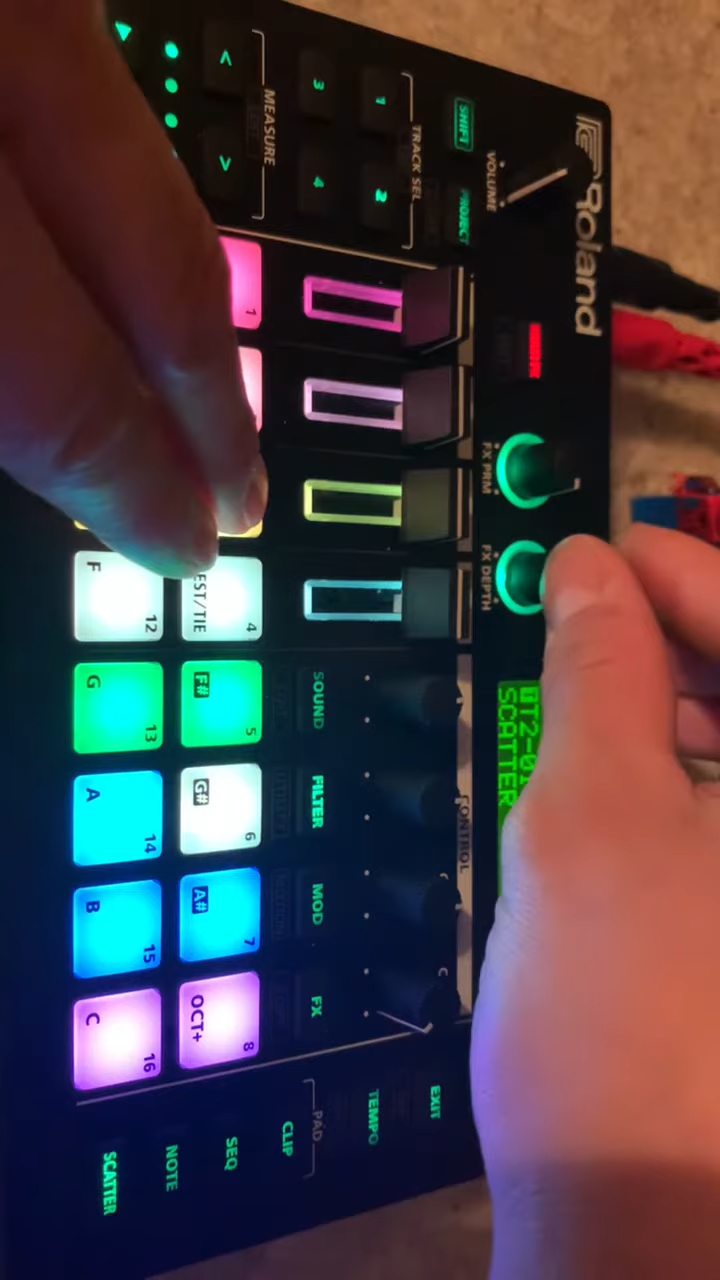 Roland
VOLUME
FX PRM
FX DEPTH
SCATTER
SHIFT
PROJECT
EXIT
TRACK SEL
1
2
3
4
CONTROL
TEMPO
SOUND
FILTER
MOD
FX
MEASURE
<
>
PAD
CLIP
SEQ
NOTE
SCATTER
1
EST/TIE
4
F#
5
G#
6
A#
7
OCT+
8
F
12
G
13
A
14
B
15
C
16